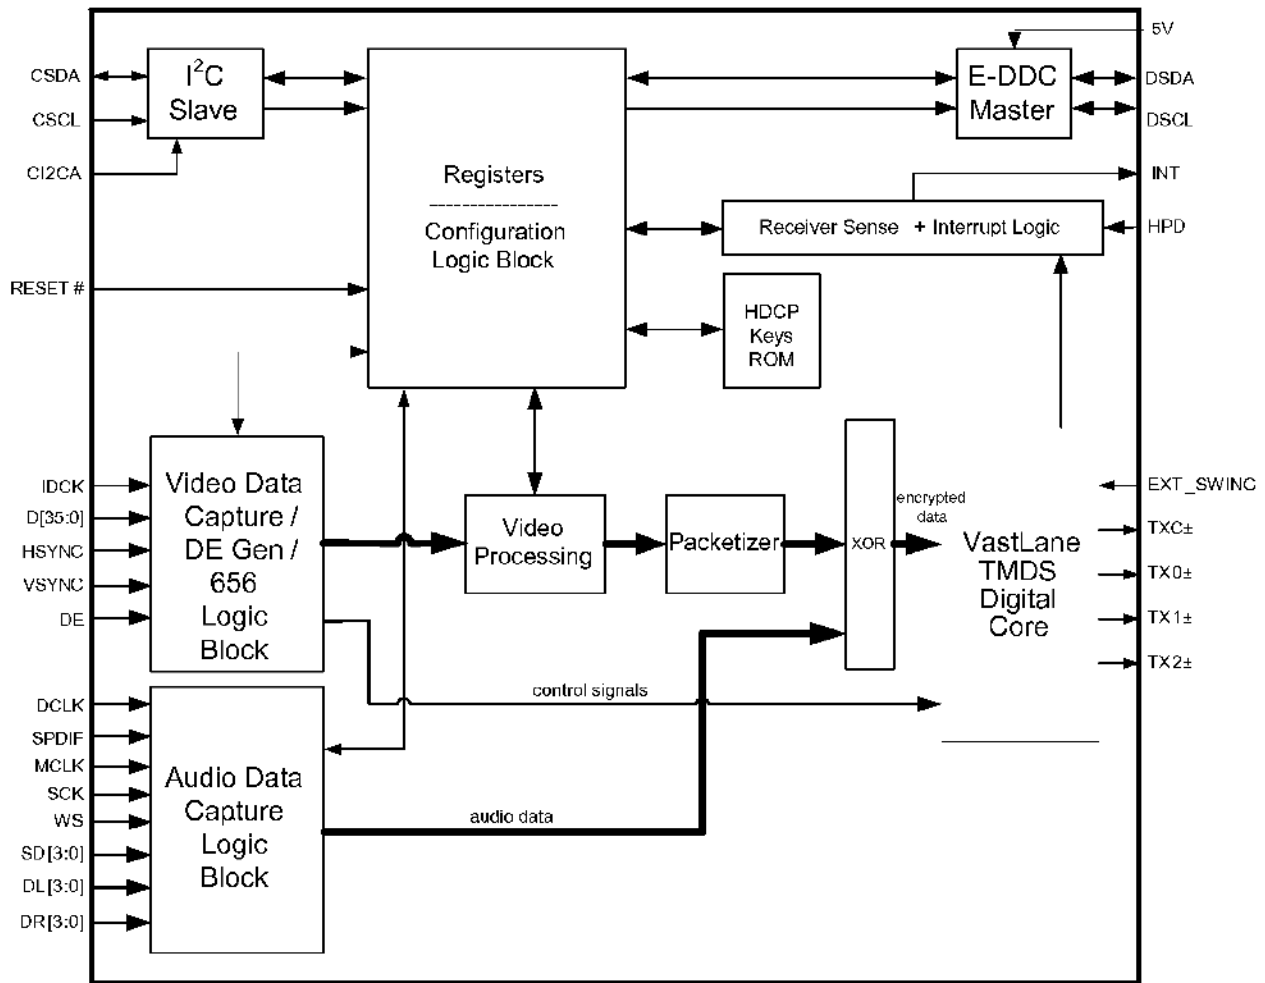 5V
CSDA
I²C
Slave
E-DDC
Master
DSDA
CSCL
DSCL
CI2CA
Registers
----------------
Configuration
Logic Block
INT
Receiver Sense + Interrupt Logic
HPD
RESET #
HDCP
Keys
ROM
IDCK
D[35:0]
HSYNC
VSYNC
DE
Video Data
Capture /
DE Gen /
656
Logic
Block
Video
Processing
Packetizer
XOR
encrypted
data
VastLane
TMDS
Digital
Core
EXT_SWING
TXC±
TX0±
TX1±
TX2±
control signals
DCLK
SPDIF
MCLK
SCK
WS
SD[3:0]
DL[3:0]
DR[3:0]
Audio Data
Capture
Logic
Block
audio data